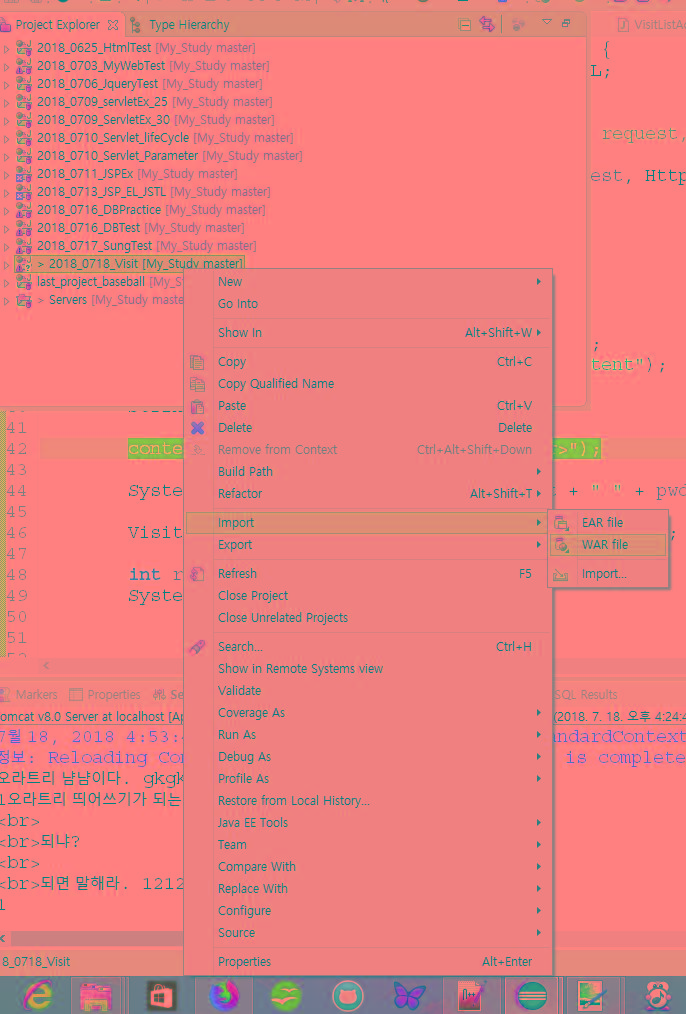 Project Explorer Type Hierarchy
VisitListAc
2018_0625_HtmlTest [My_Study master]
2018_0703_MyWebTest [My_Study master]
2018_0706_JqueryTest [My_Study master]
2018_0709_servletEx_25 [My_Study master]
2018_0709_ServletEx_30 [My_Study master]
2018_0710_Servlet_lifeCycle [My_Study master]
2018_0710_Servlet_Parameter [My_Study master]
2018_0711_JSPEx [My_Study master]
2018_0713_JSP_EL_JSTL [My_Study master]
2018_0716_DBPractice [My_Study master]
2018_0716_DBTest [My_Study master]
2018_0717_SungTest [My_Study master]
> 2018_0718_Visit [My_Study master]
last_project_baseball [My_S
> Servers [My_Study maste
{
L;
request,
est, Http
;
tent");
New
Go Into
Show In Alt+Shift+W
Copy Ctrl+C
Copy Qualified Name
Paste Ctrl+V
Delete Delete
Remove from Context Ctrl+Alt+Shift+Down
Build Path
Refactor Alt+Shift+T
Import
Export
Refresh F5
Close Project
Close Unrelated Projects
Search... Ctrl+H
Show in Remote Systems view
Validate
Coverage As
Run As
Debug As
Profile As
Restore from Local History...
Java EE Tools
Team
Compare With
Replace With
Configure
Source
Properties Alt+Enter
EAR file
WAR file
Import...
41
42 conte >");
43
44 Syste + " " + pwd
45
46 Visit ;
47
48 int r
49 Syste
50
51
Markers Properties Se SQL Results
omcat v8.0 Server at localhost [Ap (2018. 7. 18. 오후 4:24:4
7월 18, 2018 4:53:4 andardContext
정보: Reloading Con is complete
오라트리 냠냠이다. gkgk
1오라트리 띄어쓰기가 되는
<br>
<br>되냐?
<br>
<br>되면 말해라. 1212
1
8_0718_Visit